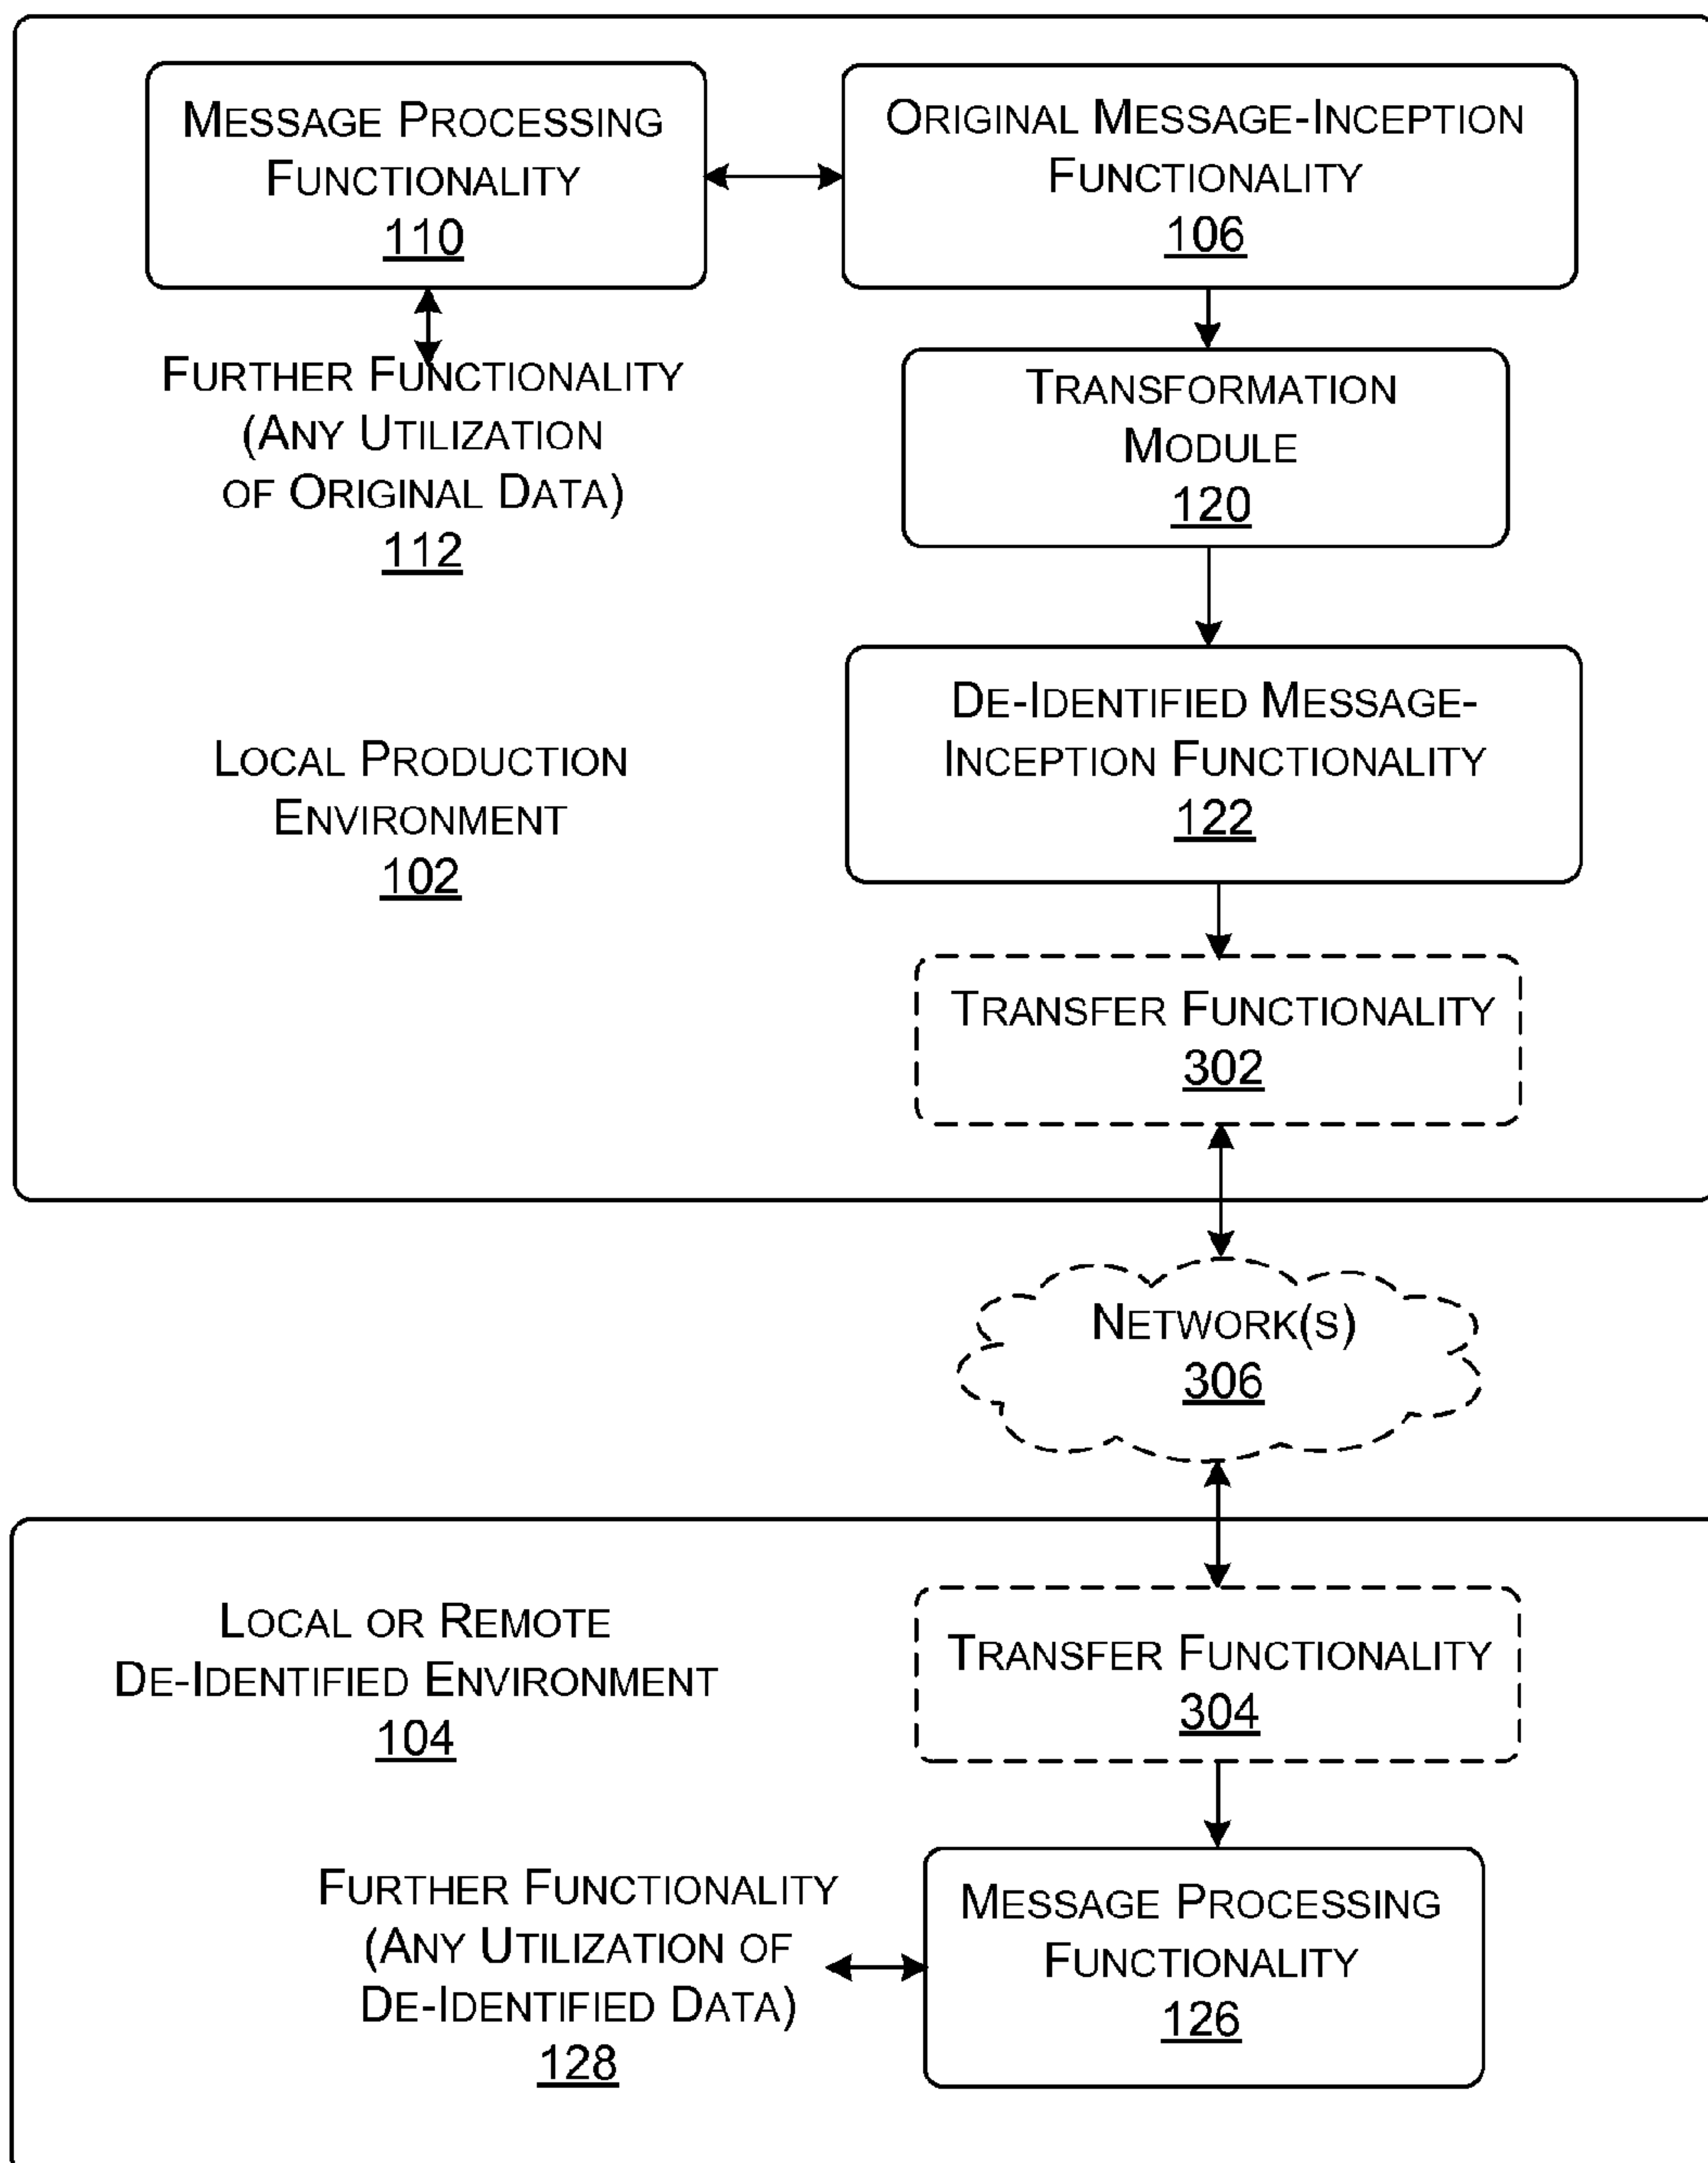 MESSAGE PROCESSING
FUNCTIONALITY
110
ORIGINAL MESSAGE-INCEPTION
FUNCTIONALITY
106
FURTHER FUNCTIONALITY
(ANY UTILIZATION
OF ORIGINAL DATA)
112
TRANSFORMATION
MODULE
120
DE-IDENTIFIED MESSAGE-
INCEPTION FUNCTIONALITY
122
LOCAL PRODUCTION
ENVIRONMENT
102
TRANSFER FUNCTIONALITY
302
NETWORK(S)
306
LOCAL OR REMOTE
DE-IDENTIFIED ENVIRONMENT
104
TRANSFER FUNCTIONALITY
304
FURTHER FUNCTIONALITY
(ANY UTILIZATION OF
DE-IDENTIFIED DATA)
128
MESSAGE PROCESSING
FUNCTIONALITY
126